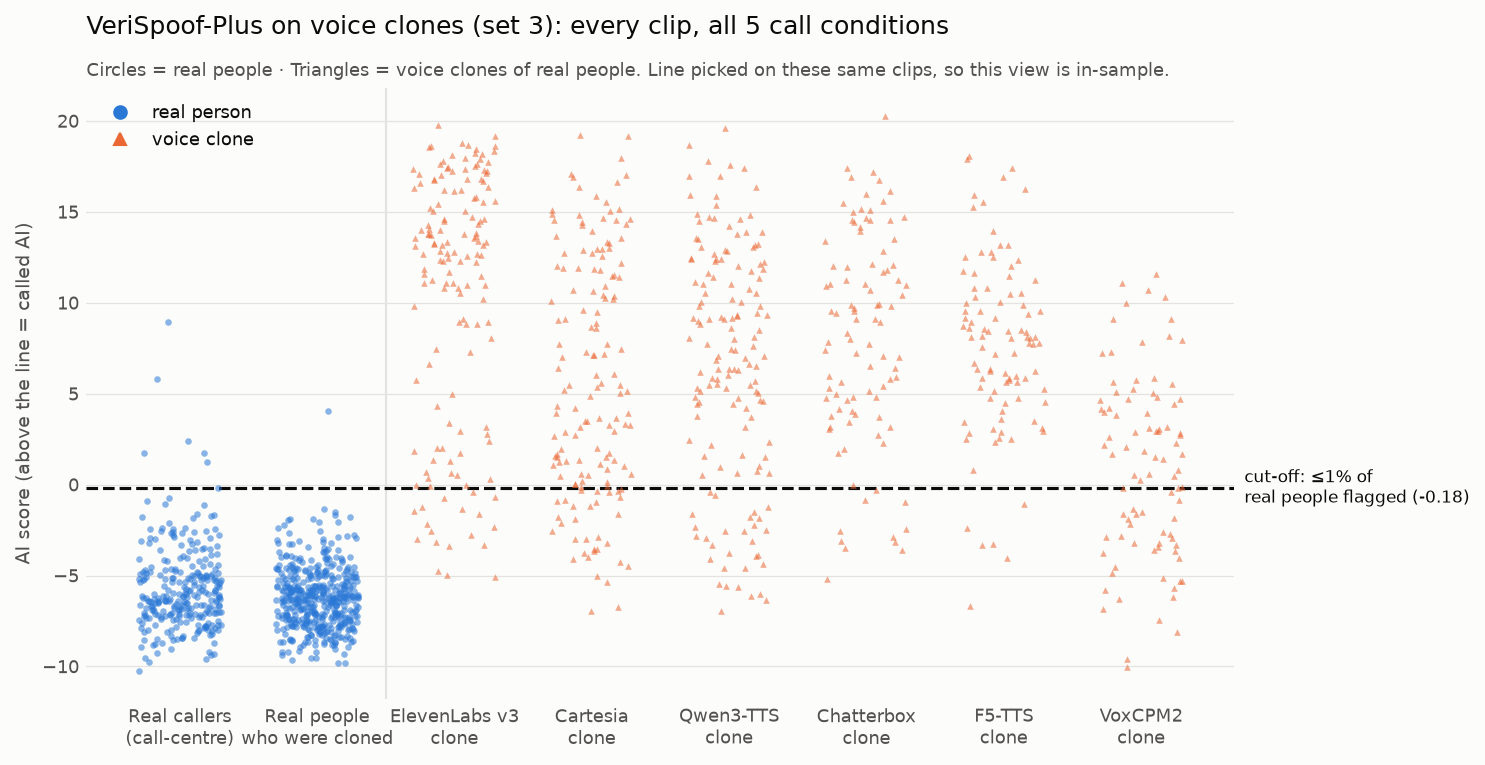 VeriSpoof-Plus on voice clones (set 3): every clip, all 5 call conditions
Circles = real people · Triangles = voice clones of real people. Line picked on these same clips, so this view is in-sample.
real person
voice clone
AI score (above the line = called AI)
20
15
10
5
0
−5
−10
cut-off: ≤1% of
real people flagged (-0.18)
Real callers
(call-centre)
Real people
who were cloned
ElevenLabs v3
clone
Cartesia
clone
Qwen3-TTS
clone
Chatterbox
clone
F5-TTS
clone
VoxCPM2
clone